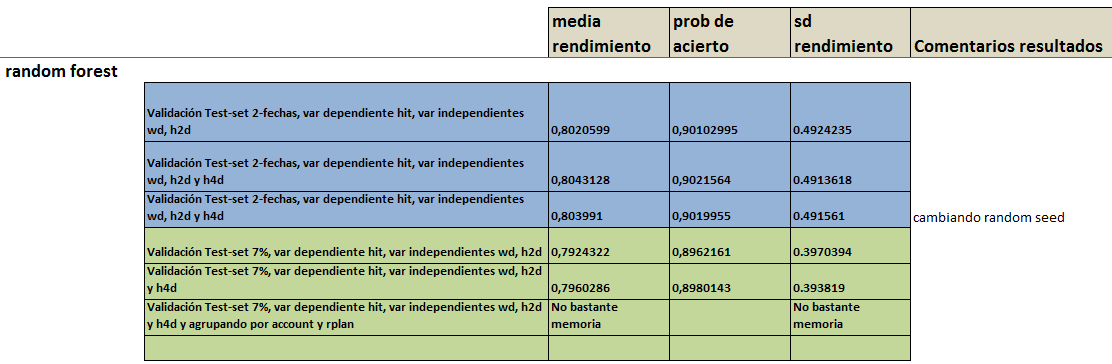 media prob de sd
rendimiento acierto rendimiento Comentarios resultados
random forest
Validación Test-set 2-fechas, var dependiente hit, var independientes
wd, h2d 0,8020599 0,90102995 0.4924235
Validación Test-set 2-fechas, var dependiente hit, var independientes
wd, h2d y h4d 0,8043128 0,9021564 0.4913618
Validación Test-set 2-fechas, var dependiente hit, var independientes
wd, h2d y h4d 0,803991 0,9019955 0.491561 cambiando random seed
Validación Test-set 7%, var dependiente hit, var independientes wd, h2d 0,7924322 0,8962161 0.3970394
Validación Test-set 7%, var dependiente hit, var independientes wd, h2d
y h4d 0,7960286 0,8980143 0.393819
Validación Test-set 7%, var dependiente hit, var independientes wd, h2d No bastante No bastante
y h4d y agrupando por account y rplan memoria memoria